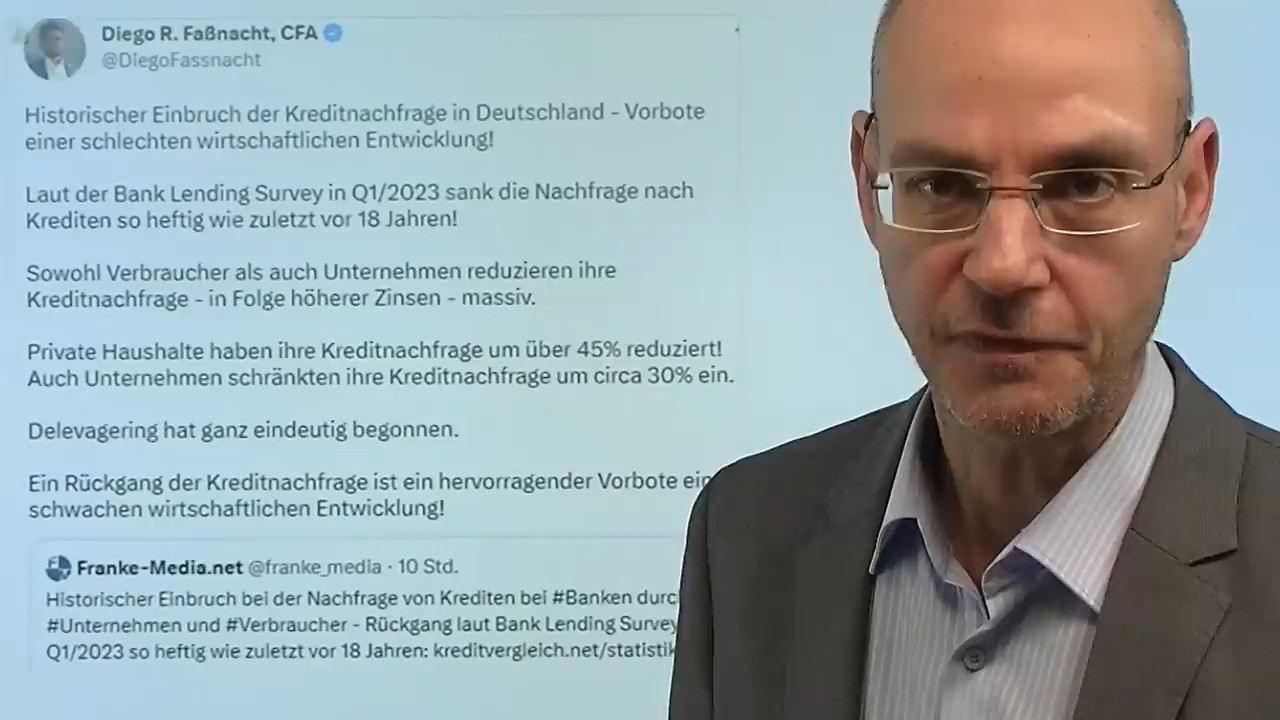 Diego R. Faßnacht, CFA
@DiegoFassnacht
Historischer Einbruch der Kreditnachfrage in Deutschland - Vorbote
einer schlechten wirtschaftlichen Entwicklung!
Laut der Bank Lending Survey in Q1/2023 sank die Nachfrage nach
Krediten so heftig wie zuletzt vor 18 Jahren!
Sowohl Verbraucher als auch Unternehmen reduzieren ihre
Kreditnachfrage - in Folge höherer Zinsen - massiv.
Private Haushalte haben ihre Kreditnachfrage um über 45% reduziert!
Auch Unternehmen schränkten ihre Kreditnachfrage um circa 30% ein.
Delevagering hat ganz eindeutig begonnen.
Ein Rückgang der Kreditnachfrage ist ein hervorragender Vorbote
schwachen wirtschaftlichen Entwicklung!
Franke-Media.net @franke_media · 10 Std.
Historischer Einbruch bei der Nachfrage von Krediten bei #Banken
#Unternehmen und #Verbraucher - Rückgang laut Bank Lending Survey
Q1/2023 so heftig wie zuletzt vor 18 Jahren: